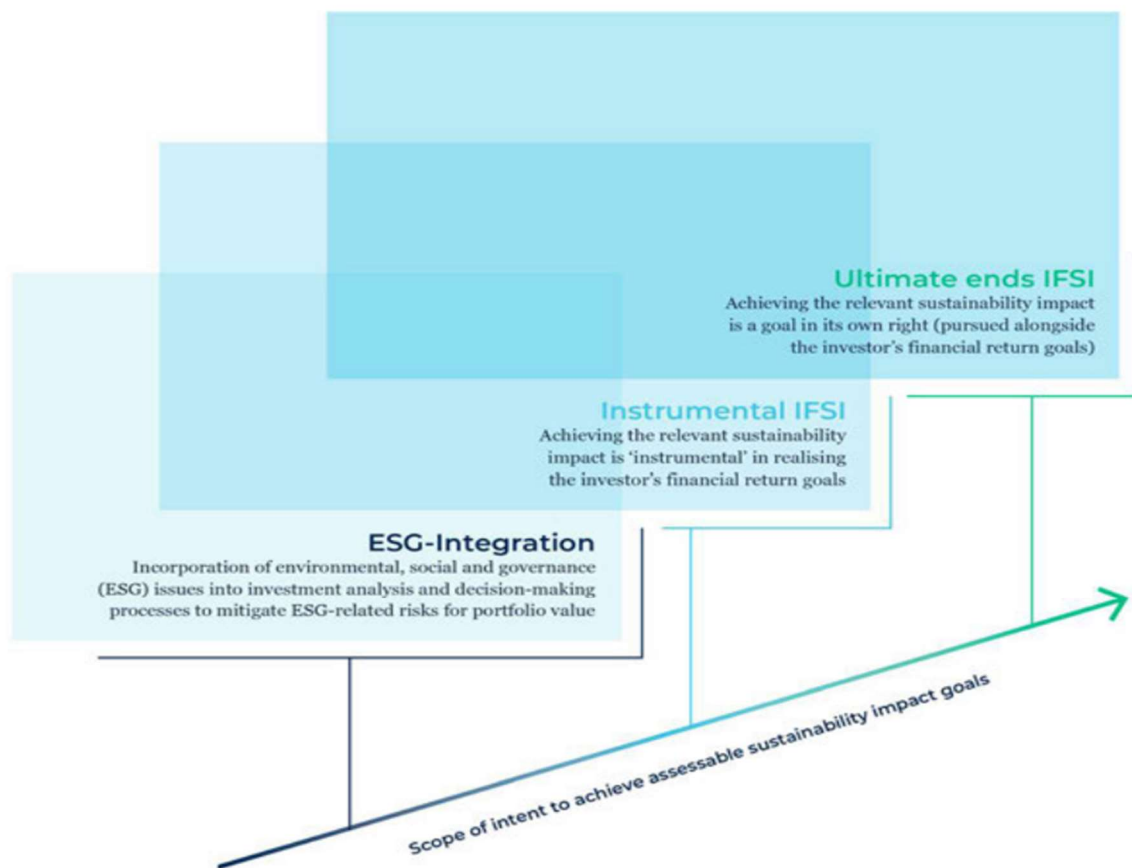 Ultimate ends IFSI
Achieving the relevant sustainability impact
is a goal in its own right (pursued alongside
the investor’s financial return goals)
Instrumental IFSI
Achieving the relevant sustainability
impact is ‘instrumental’ in realising
the investor’s financial return goals
ESG-Integration
Incorporation of environmental, social and governance
(ESG) issues into investment analysis and decision-making
processes to mitigate ESG-related risks for portfolio value
Scope of intent to achieve assessable sustainability impact goals